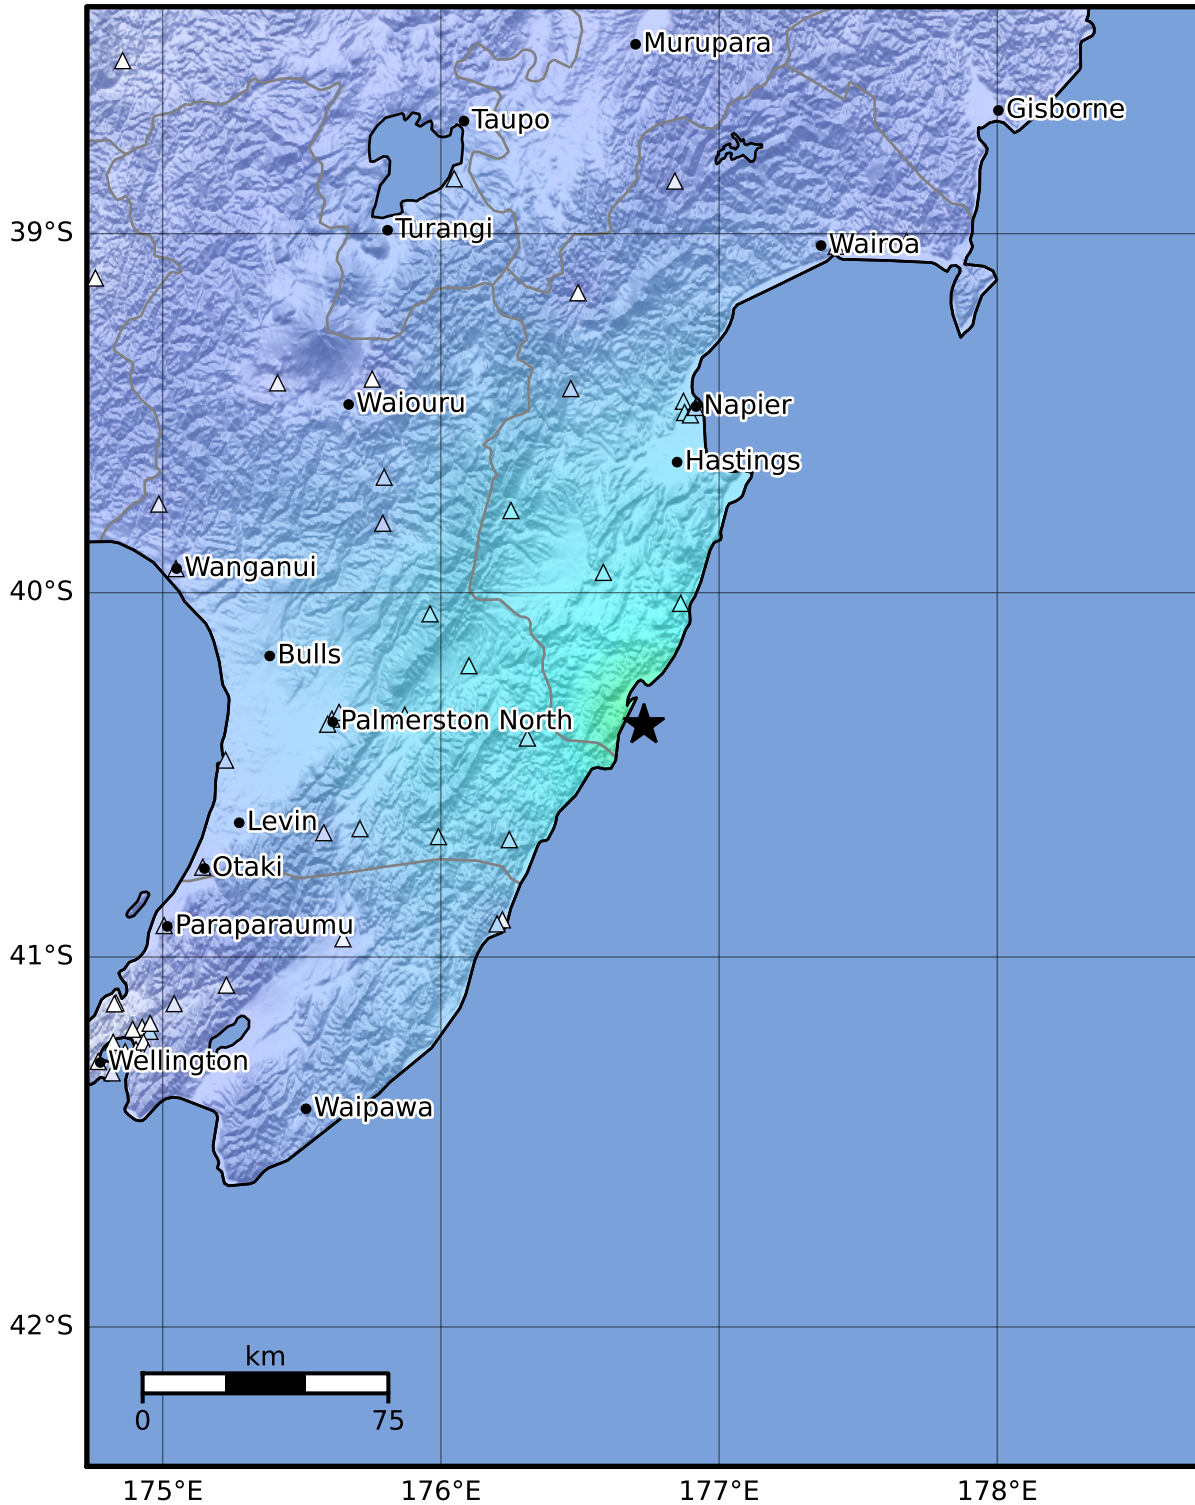 Murupara
Gisborne
Taupo
39°S
Turangi
Wairoa
Waiouru
Napier
Hastings
Wanganui
40°S
Bulls
Palmerston North
Levin
Otaki
Paraparaumu
41°S
Wellington
Waipawa
42°S
km
0 75
175°E 176°E 177°E 178°E